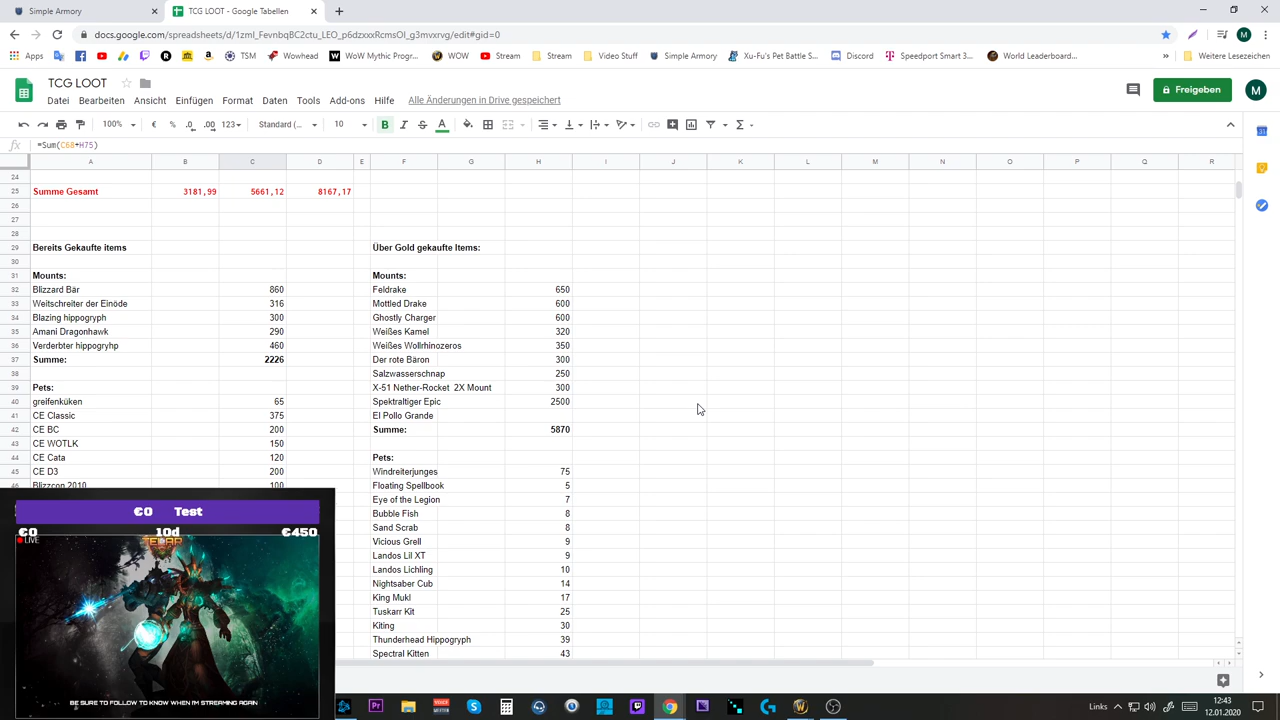 Simple Armory
TCG LOOT - Google Tabellen
docs.google.com/spreadsheets/d/1zml_FevnbqBC2ctu_LEO_p6dzxxxRcmsOl_g3mvxrvg/edit#gid=0
M
Apps
TSM
Wowhead
WoW Mythic Progr...
WOW
Stream
Stream
Video Stuff
Simple Armory
Xu-Fu's Pet Battle S...
Discord
Speedport Smart 3...
World Leaderboard...
»
Weitere Lesezeichen
TCG LOOT
Freigeben
M
Datei Bearbeiten Ansicht Einfügen Format Daten Tools Add-ons Hilfe Alle Änderungen in Drive gespeichert
100% € % .0 .00 123 Standard (... 10 B I S A Σ
fx =Sum(C68+H75)
A B C D E F G H I J K L M N O P Q R
24
25 Summe Gesamt 3181,99 5661,12 8167,17
26
27
28
29 Bereits Gekaufte items Über Gold gekaufte Items:
30
31 Mounts: Mounts:
32 Blizzard Bär 860 Feldrake 650
33 Weitschreiter der Einöde 316 Mottled Drake 600
34 Blazing hippogryph 300 Ghostly Charger 600
35 Amani Dragonhawk 290 Weißes Kamel 320
36 Verderbter hippogryhp 460 Weißes Wollrhinozeros 350
37 Summe: 2226 Der rote Bäron 300
38 Salzwasserschnap 250
39 Pets: X-51 Nether-Rocket 2X Mount 300
40 greifenküken 65 Spektraltiger Epic 2500
41 CE Classic 375 El Pollo Grande
42 CE BC 200 Summe: 5870
43 CE WOTLK 150
44 CE Cata 120 Pets:
45 CE D3 200 Windreiterjunges 75
46 Blizzcon 2010 100 Floating Spellbook 5
Eye of the Legion 7
Bubble Fish 8
Sand Scrab 8
Vicious Grell 9
Landos Lil XT 9
Landos Lichling 10
Nightsaber Cub 14
King Mukl 17
Tuskarr Kit 25
Kiting 30
Thunderhead Hippogryph 39
Spectral Kitten 43
€0 Test
€0 10d €450
LIVE
BE SURE TO FOLLOW TO KNOW WHEN I'M STREAMING AGAIN
Links »
12:43
12.01.2020